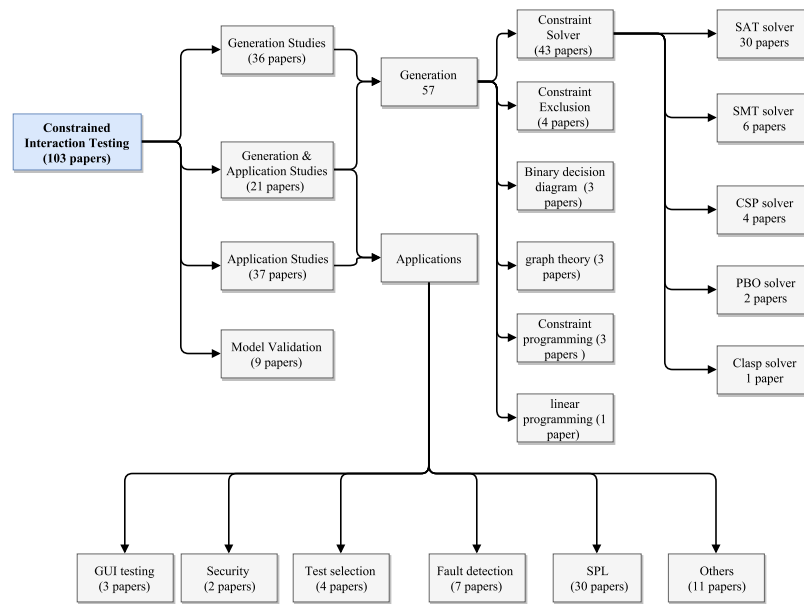 Constrained
Interaction Testing
(103 papers)
Generation Studies
(36 papers)
Generation &
Application Studies
(21 papers)
Application Studies
(37 papers)
Model Validation
(9 papers)
Generation
57
Applications
Constraint
Solver
(43 papers)
Constraint
Exclusion
(4 papers)
Binary decision
diagram (3
papers)
graph theory (3
papers)
Constraint
programming (3
papers )
linear
programming (1
paper)
SAT solver
30 papers
SMT solver
6 papers
CSP solver
4 papers
PBO solver
2 papers
Clasp solver
1 paper
GUI testing
(3 papers)
Security
(2 papers)
Test selection
(4 papers)
Fault detection
(7 papers)
SPL
(30 papers)
Others
(11 papers)